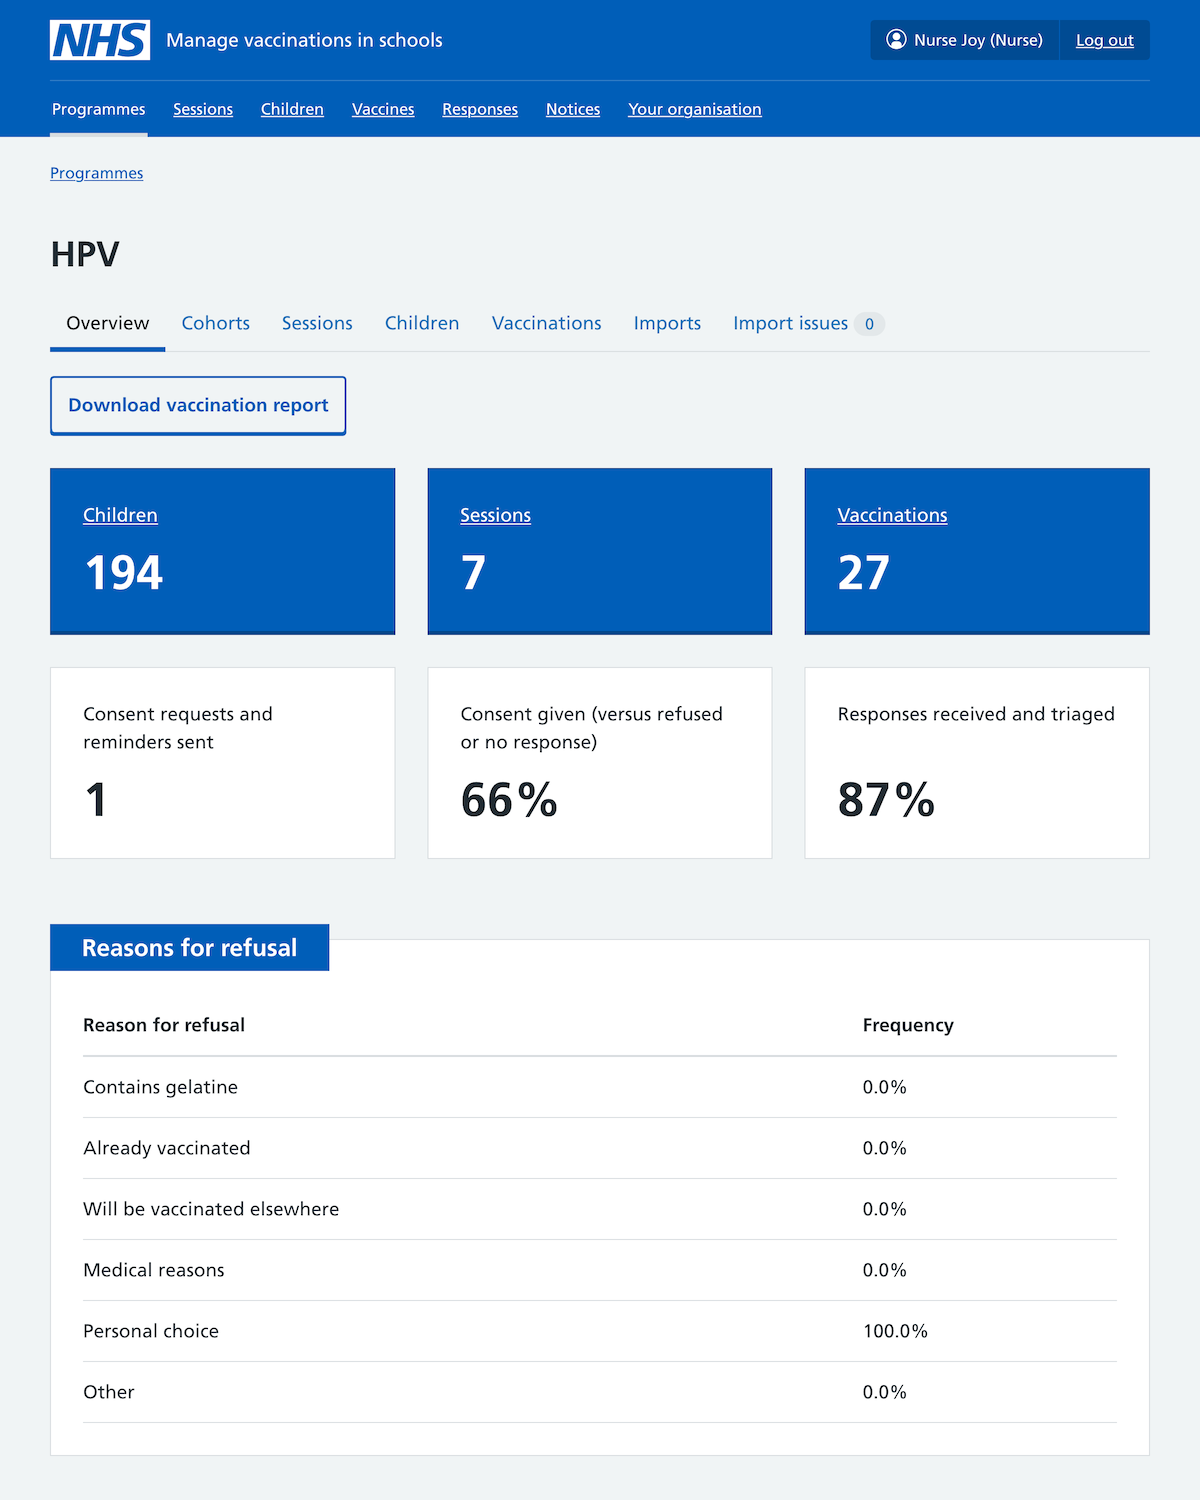 NHS Manage vaccinations in schools Nurse Joy (Nurse) Log out
Programmes Sessions Children Vaccines Responses Notices Your organisation
Programmes
HPV
Overview Cohorts Sessions Children Vaccinations Imports Import issues 0
Download vaccination report
Children
194
Sessions
7
Vaccinations
27
Consent requests and
reminders sent
1
Consent given (versus refused
or no response)
66%
Responses received and triaged
87%
Reasons for refusal
Reason for refusal Frequency
Contains gelatine 0.0%
Already vaccinated 0.0%
Will be vaccinated elsewhere 0.0%
Medical reasons 0.0%
Personal choice 100.0%
Other 0.0%